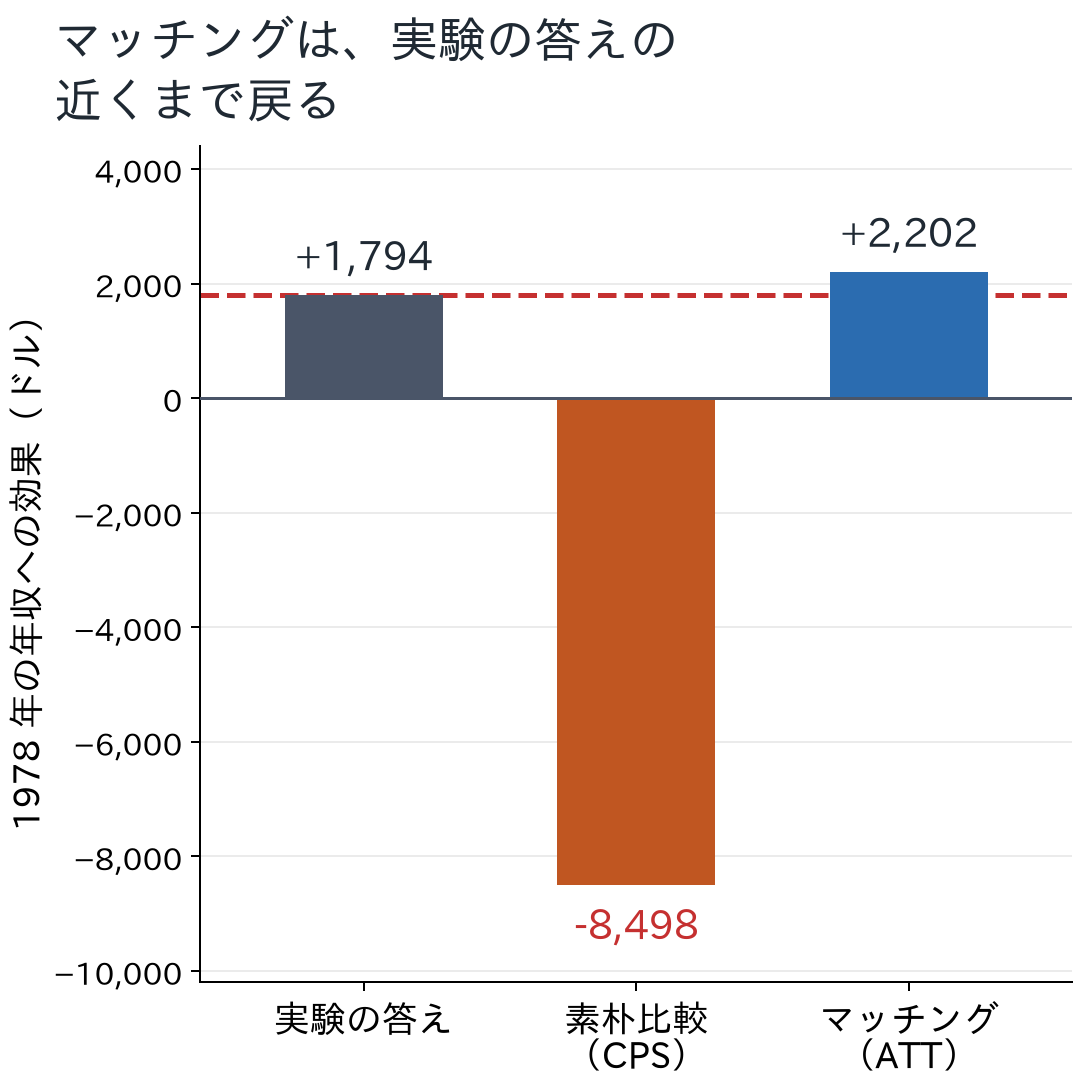 マッチングは、実験の答えの
近くまで戻る
1978 年の年収への効果（ドル）
4,000
2,000
0
−2,000
−4,000
−6,000
−8,000
−10,000
+1,794
-8,498
+2,202
実験の答え
素朴比較
（CPS）
マッチング
（ATT）